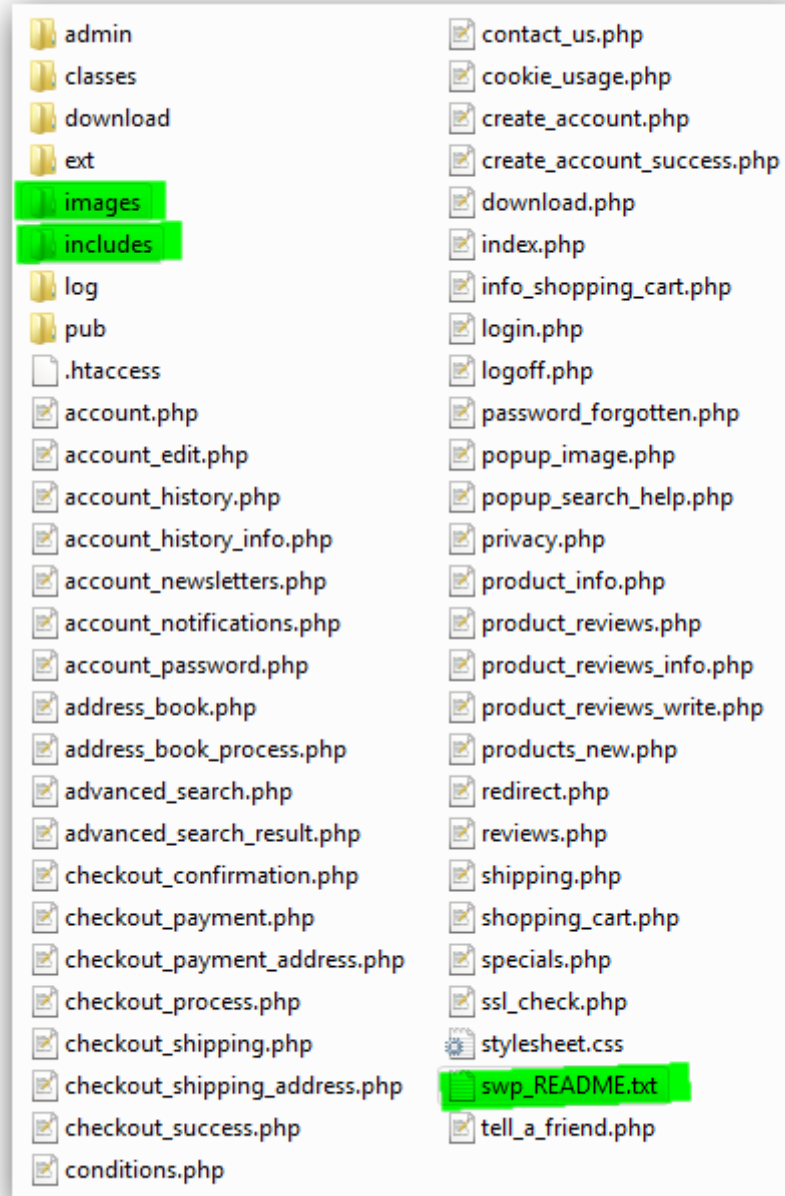 admin
classes
download
ext
images
includes
log
pub
.htaccess
account.php
account_edit.php
account_history.php
account_history_info.php
account_newsletters.php
account_notifications.php
account_password.php
address_book.php
address_book_process.php
advanced_search.php
advanced_search_result.php
checkout_confirmation.php
checkout_payment.php
checkout_payment_address.php
checkout_process.php
checkout_shipping.php
checkout_shipping_address.php
checkout_success.php
conditions.php
contact_us.php
cookie_usage.php
create_account.php
create_account_success.php
download.php
index.php
info_shopping_cart.php
login.php
logoff.php
password_forgotten.php
popup_image.php
popup_search_help.php
privacy.php
product_info.php
product_reviews.php
product_reviews_info.php
product_reviews_write.php
products_new.php
redirect.php
reviews.php
shipping.php
shopping_cart.php
specials.php
ssl_check.php
stylesheet.css
swp_README.txt
tell_a_friend.php